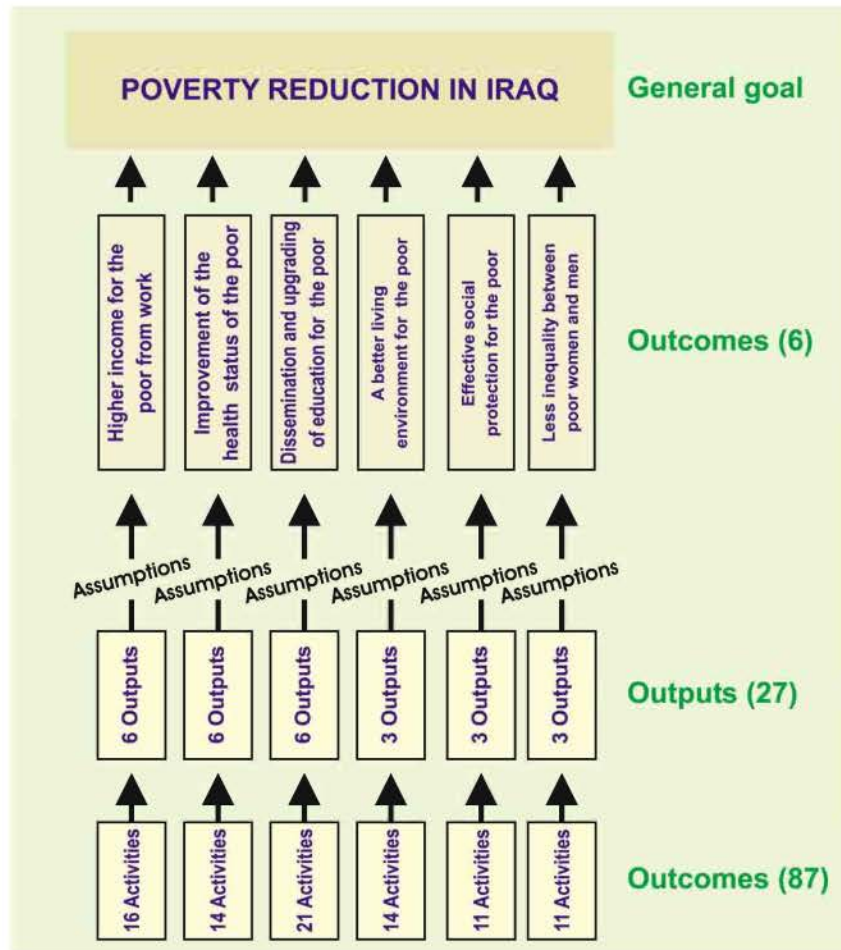 POVERTY REDUCTION IN IRAQ
General goal
Higher income for the
poor from work
Improvement of the
health status of the poor
Dissemination and upgrading
of education for the poor
A better living
environment for the poor
Effective social
protection for the poor
Less inequality between
poor women and men
Outcomes (6)
Assumptions
Assumptions
Assumptions
Assumptions
Assumptions
Assumptions
6 Outputs
6 Outputs
6 Outputs
3 Outputs
3 Outputs
3 Outputs
Outputs (27)
16 Activities
14 Activities
21 Activities
14 Activities
11 Activities
11 Activities
Outcomes (87)